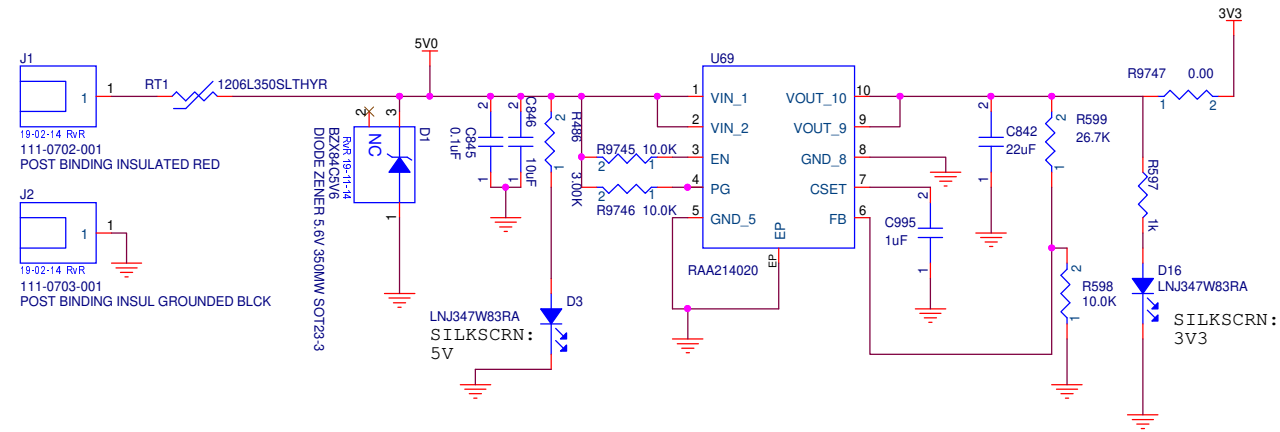 J1
1
1
19-02-14 RvR
111-0702-001
POST BINDING INSULATED RED
J2
1
1
19-02-14 RvR
111-0703-001
POST BINDING INSUL GROUNDED BLCK
RT1
1206L350SLTHYR
5V0
2
3
NC
1
D1
RvR 19-11-14
BZX84C5V6
DIODE ZENER 5.6V 350MW SOT23-3
2
1
C845
0.1uF
2
1
C846
10uF
R486
2
1
3.00K
D3
LNJ347W83RA
SILKSCRN:
5V
R9745 10.0K
2
1
2
1
R9746 10.0K
U69
1 VIN_1
2 VIN_2
3 EN
4 PG
5 GND_5
VOUT_10 10
VOUT_9 9
GND_8 8
CSET 7
FB 6
EP
EP
RAA214020
2
C995
1uF
1
2
C842
22uF
1
2
R599
26.7K
1
2
R598
10.0K
1
R597
1k
D16
LNJ347W83RA
SILKSCRN:
3V3
R9747 0.00
1
2
3V3